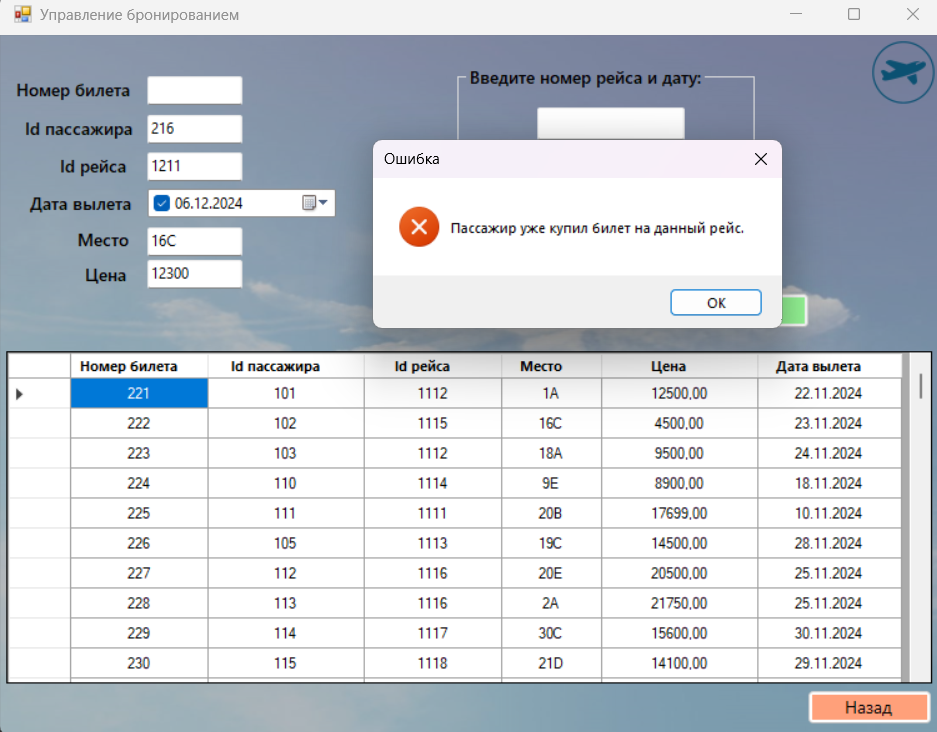 Управление бронированием
Введите номер рейса и дату:
Номер билета
Id пассажира 216
Id рейса 1211
Дата вылета 06.12.2024
Место 16C
Цена 12300
Ошибка
Пассажир уже купил билет на данный рейс.
ОК
Номер билета Id пассажира Id рейса Место Цена Дата вылета
221 101 1112 1A 12500,00 22.11.2024
222 102 1115 16C 4500,00 23.11.2024
223 103 1112 18A 9500,00 24.11.2024
224 110 1114 9E 8900,00 18.11.2024
225 111 1111 20B 17699,00 10.11.2024
226 105 1113 19C 14500,00 28.11.2024
227 112 1116 20E 20500,00 25.11.2024
228 113 1116 2A 21750,00 25.11.2024
229 114 1117 30C 15600,00 30.11.2024
230 115 1118 21D 14100,00 29.11.2024
Назад